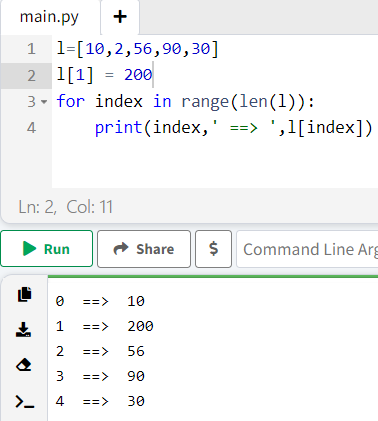 main.py +
1 l=[10,2,56,90,30]
2 l[1] = 200
3 for index in range(len(l)):
4     print(index,' ==> ',l[index])
Ln: 2, Col: 11
Run Share $ Command Line Arg
0  ==>  10
1  ==>  200
2  ==>  56
3  ==>  90
4  ==>  30